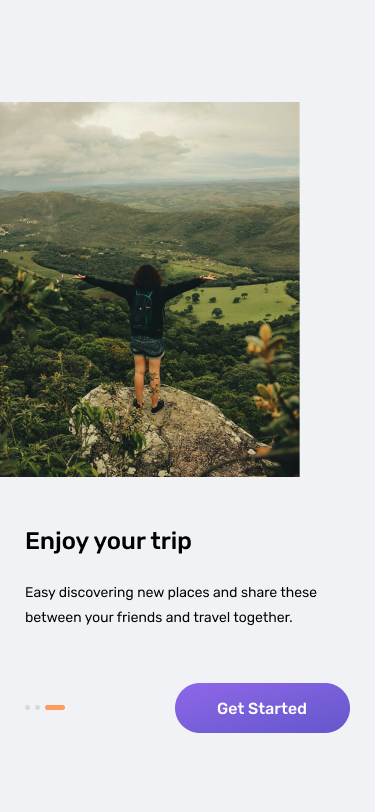 Enjoy your trip
Easy discovering new places and share these
between your friends and travel together.
Get Started